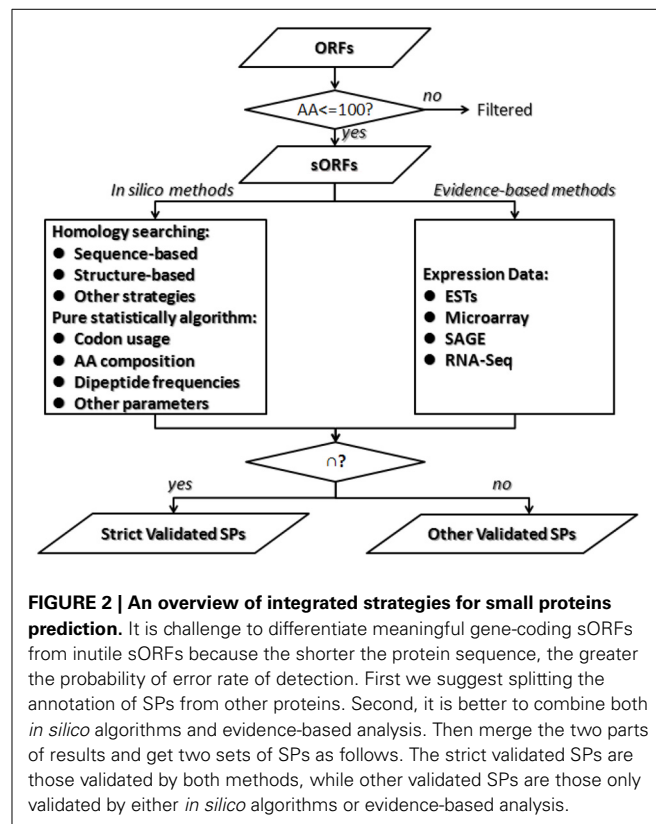 ORFs
AA<=100?
no
Filtered
yes
sORFs
In silico methods
Evidence-based methods
Homology searching:
● Sequence-based
● Structure-based
● Other strategies
Pure statistically algorithm:
● Codon usage
● AA composition
● Dipeptide frequencies
● Other parameters
Expression Data:
● ESTs
● Microarray
● SAGE
● RNA-Seq
∩?
yes
no
Strict Validated SPs
Other Validated SPs
FIGURE 2 | An overview of integrated strategies for small proteins
prediction. It is challenge to differentiate meaningful gene-coding sORFs
from inutile sORFs because the shorter the protein sequence, the greater
the probability of error rate of detection. First we suggest splitting the
annotation of SPs from other proteins. Second, it is better to combine both
in silico algorithms and evidence-based analysis. Then merge the two parts
of results and get two sets of SPs as follows. The strict validated SPs are
those validated by both methods, while other validated SPs are those only
validated by either in silico algorithms or evidence-based analysis.